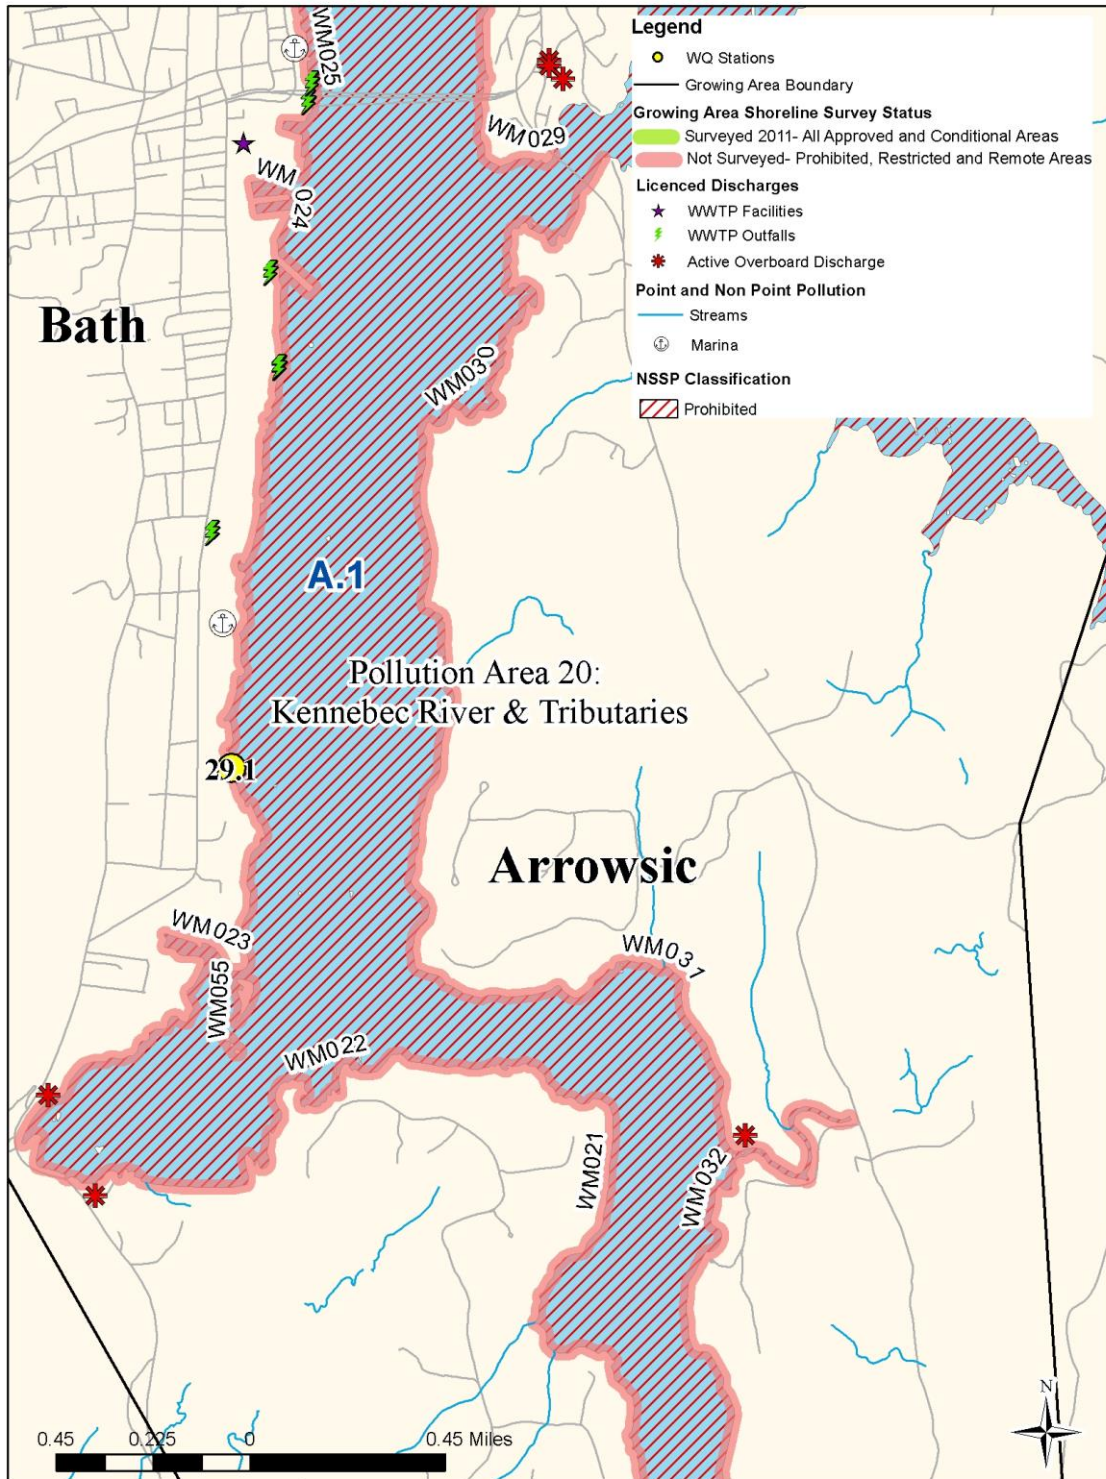 Legend
WQ Stations
Growing Area Boundary
Growing Area Shoreline Survey Status
Surveyed 2011- All Approved and Conditional Areas
Not Surveyed- Prohibited, Restricted and Remote Areas
Licenced Discharges
WWTP Facilities
WWTP Outfalls
Active Overboard Discharge
Point and Non Point Pollution
Streams
Marina
NSSP Classification
Prohibited
WM025
WM029
WM024
Bath
WM030
A.1
Pollution Area 20:
Kennebec River & Tributaries
29.1
Arrowsic
WM023
WM031
WM055
WM022
WM021
WM032
N
0.45 0.225 0 0.45 Miles